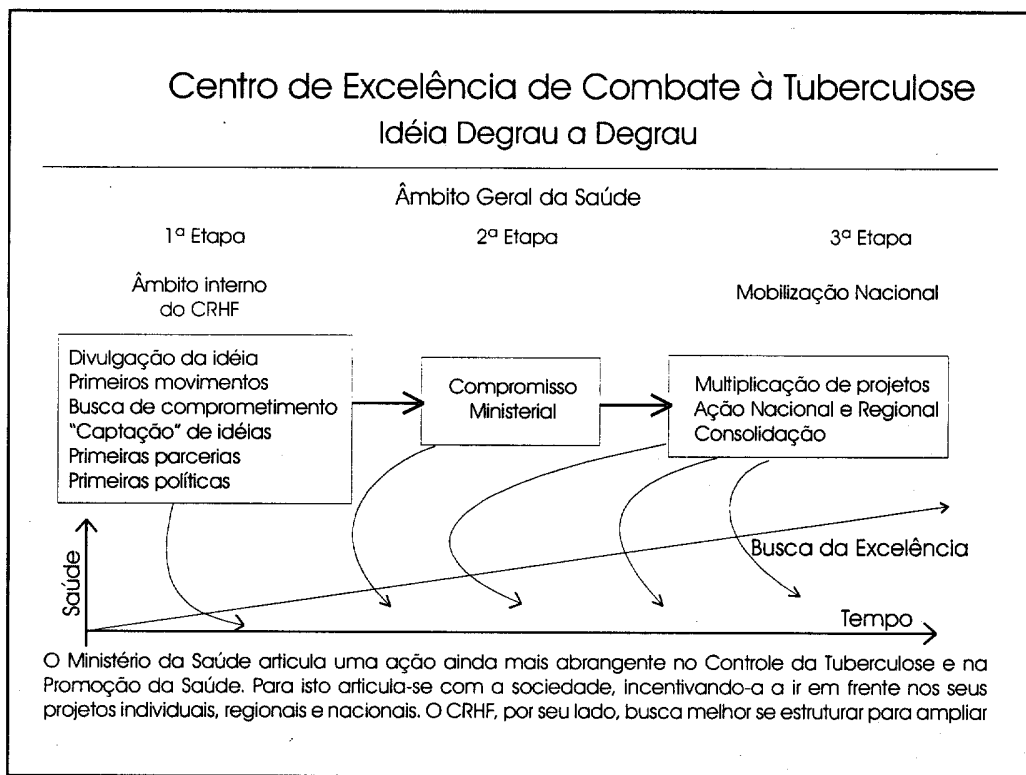 Centro de Excelência de Combate à Tuberculose
Idéia Degrau a Degrau
Âmbito Geral da Saúde
1ª Etapa
2ª Etapa
3ª Etapa
Âmbito interno
do CRHF
Mobilização Nacional
Divulgação da idéia
Primeiros movimentos
Busca de comprometimento
"Captação" de idéias
Primeiras parcerias
Primeiras políticas
Compromisso
Ministerial
Multiplicação de projetos
Ação Nacional e Regional
Consolidação
Saúde
Busca da Excelência
Tempo
O Ministério da Saúde articula uma ação ainda mais abrangente no Controle da Tuberculose e na
Promoção da Saúde. Para isto articula-se com a sociedade, incentivando-a a ir em frente nos seus
projetos individuais, regionais e nacionais. O CRHF, por seu lado, busca melhor se estruturar para ampliar